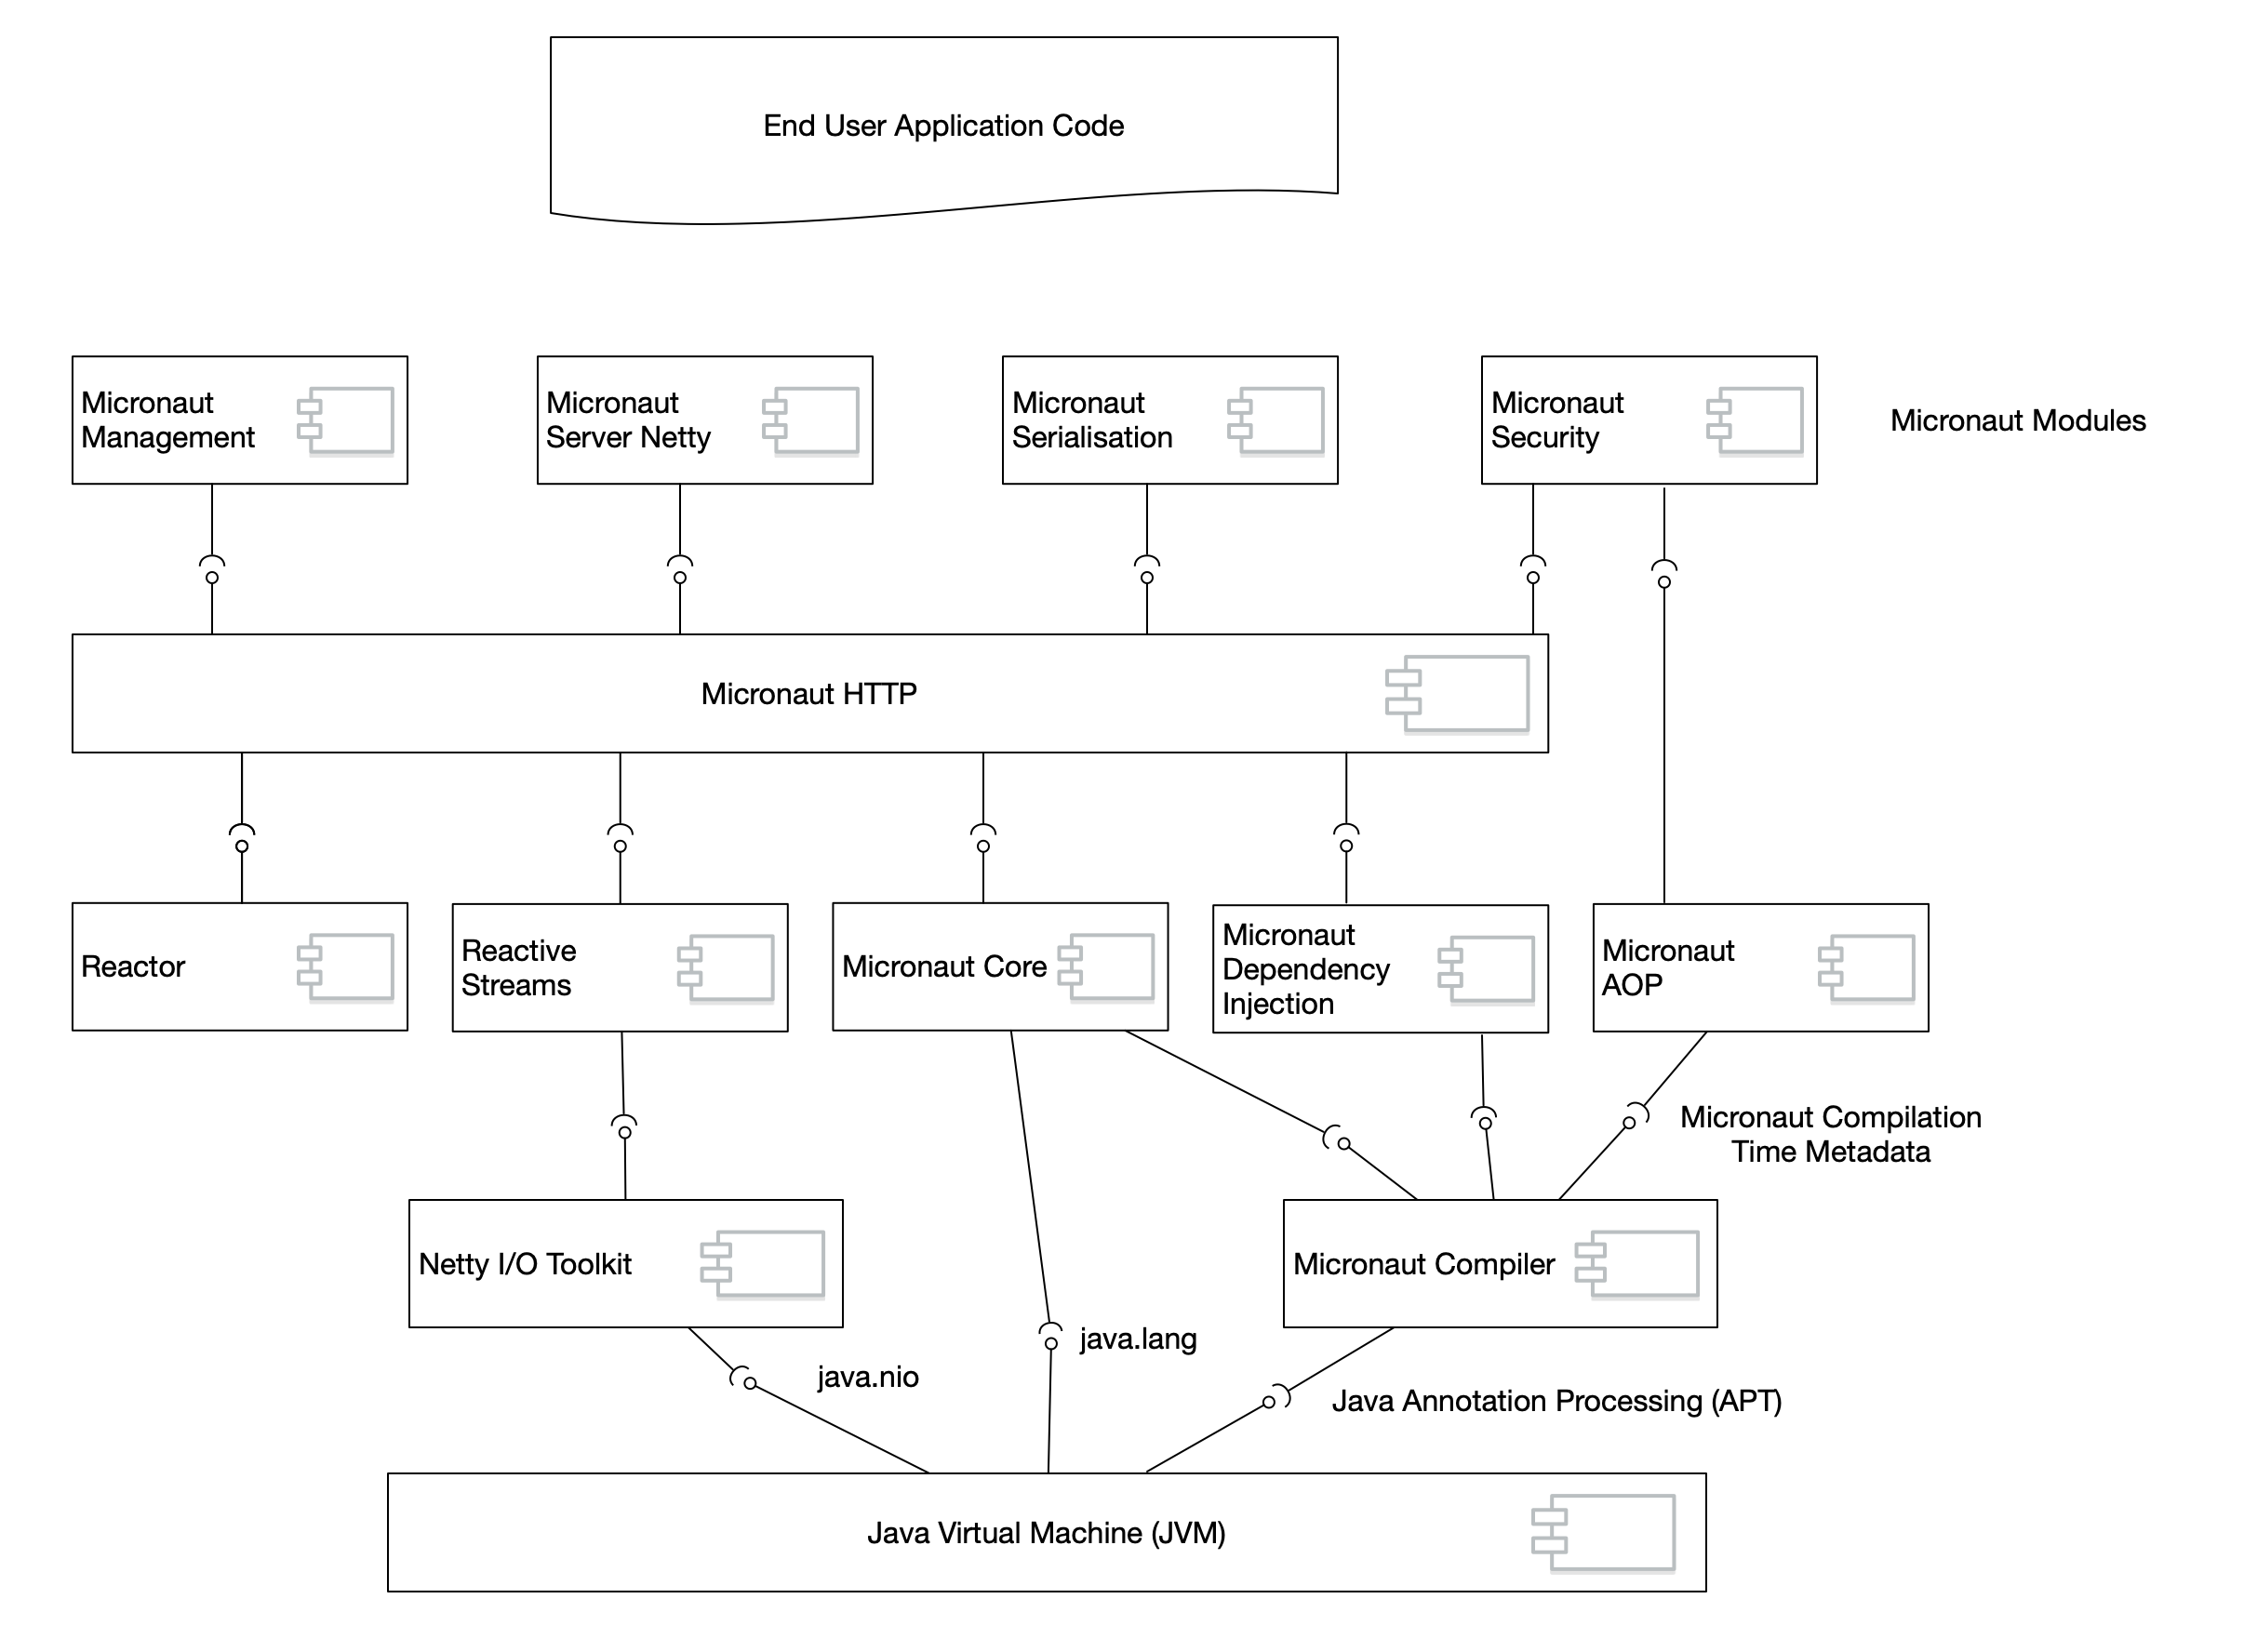 End User Application Code
Micronaut
Management
Micronaut
Server Netty
Micronaut
Serialisation
Micronaut
Security
Micronaut Modules
Micronaut HTTP
Reactor
Reactive
Streams
Micronaut Core
Micronaut
Dependency
Injection
Micronaut
AOP
Micronaut Compilation
Time Metadata
Netty I/O Toolkit
Micronaut Compiler
java.lang
java.nio
Java Annotation Processing (APT)
Java Virtual Machine (JVM)